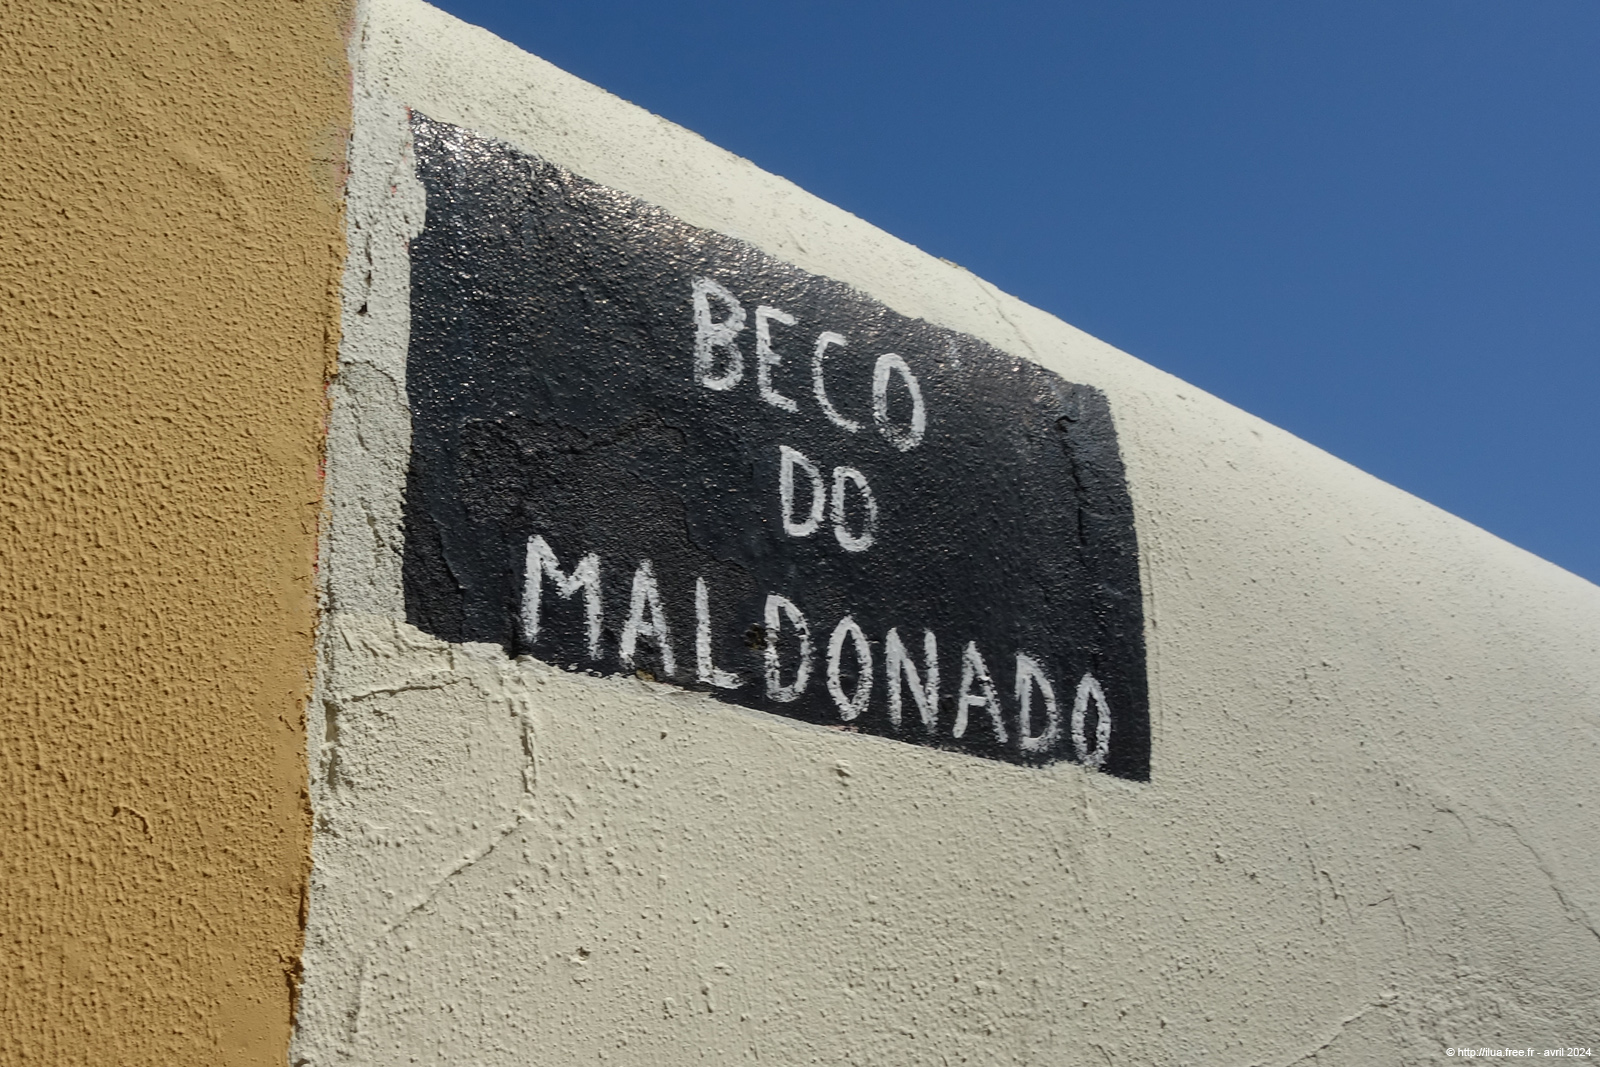 BECO
DO
MALDONADO
© http://ilua.free.fr - avril 2024